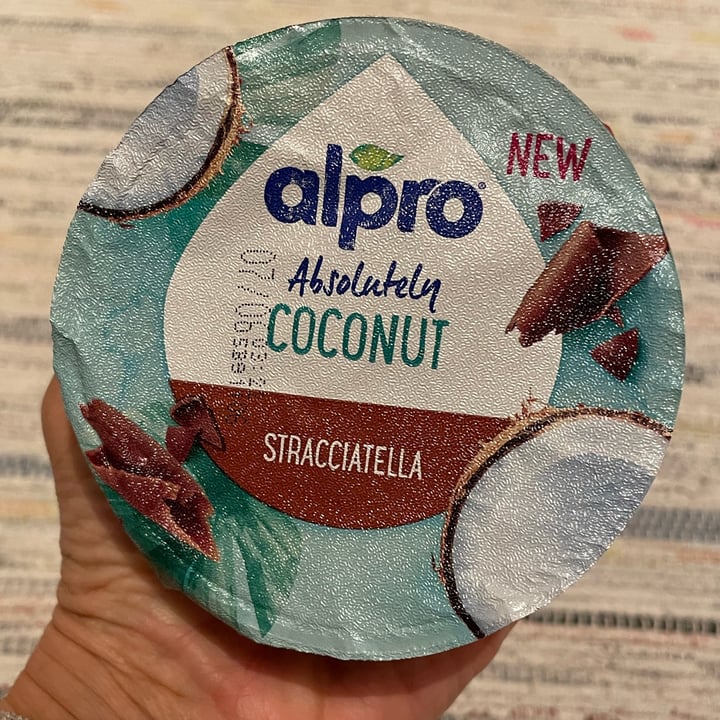 alpro
NEW
Absolutely
COCONUT
STRACCIATELLA